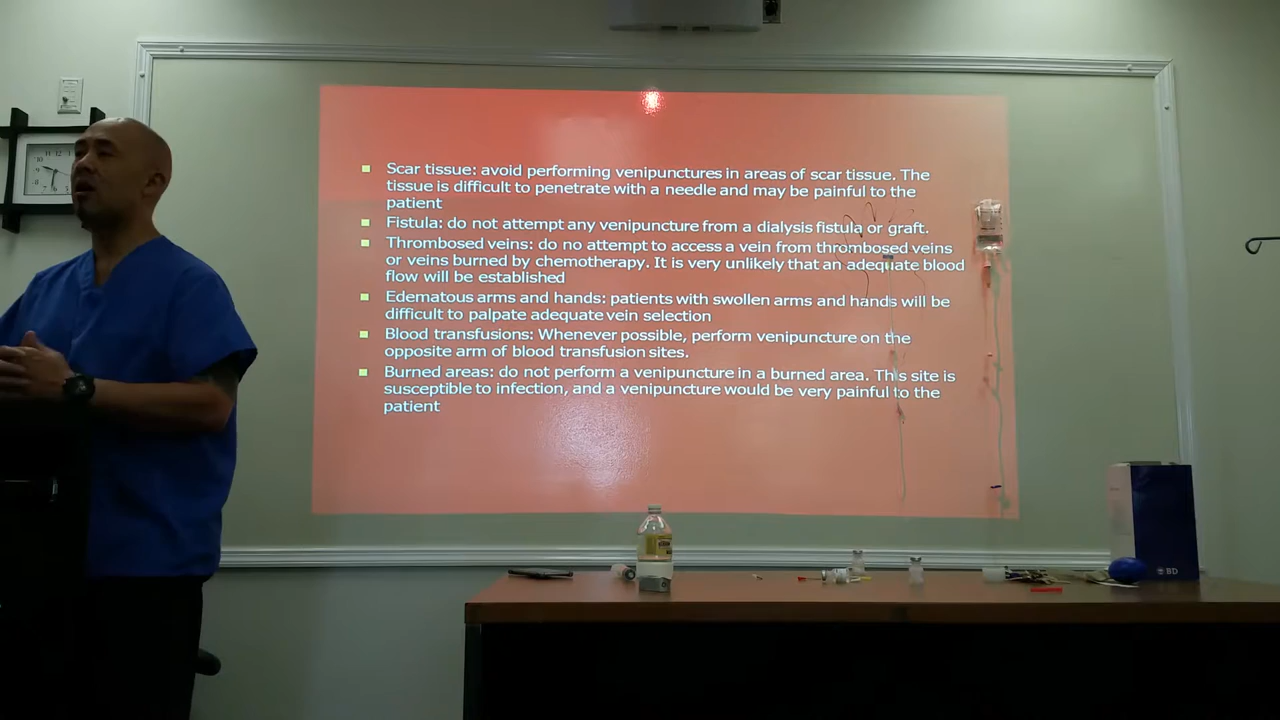 Scar tissue: avoid performing venipunctures in areas of scar tissue. The
tissue is difficult to penetrate with a needle and may be painful to the
patient
Fistula: do not attempt any venipuncture from a dialysis fistula or graft.
Thrombosed veins: do no attempt to access a vein from thrombosed veins
or veins burned by chemotherapy. It is very unlikely that an adequate blood
flow will be established
Edematous arms and hands: patients with swollen arms and hands will be
difficult to palpate adequate vein selection
Blood transfusions: Whenever possible, perform venipuncture on the
opposite arm of blood transfusion sites.
Burned areas: do not perform a venipuncture in a burned area. This site is
susceptible to infection, and a venipuncture would be very painful to the
patient
BD